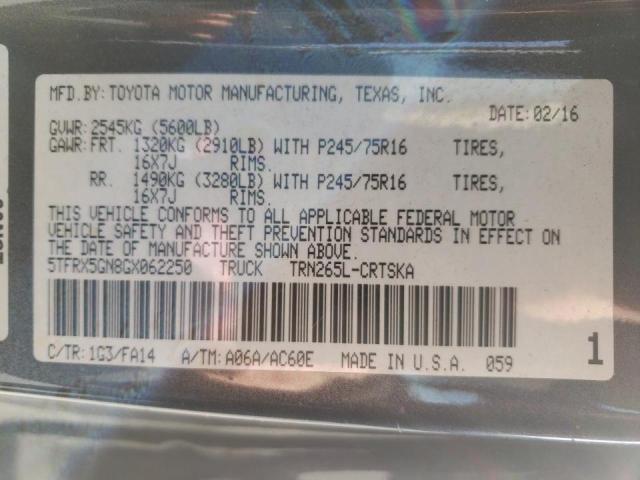 MFD.BY:TOYOTA MOTOR MANUFACTURING, TEXAS, INC.
DATE:02/16
GVWR:2545KG (5600LB)
GAWR:FRT. 1320KG (2910LB) WITH P245/75R16 TIRES,
16X7J RIMS.
RR. 1490KG (3280LB) WITH P245/75R16 TIRES,
16X7J RIMS.
THIS VEHICLE CONFORMS TO ALL APPLICABLE FEDERAL MOTOR
VEHICLE SAFETY AND THEFT PREVENTION STANDARDS IN EFFECT ON
THE DATE OF MANUFACTURE SHOWN ABOVE.
5TFRX5GN8GX062250 TRUCK TRN265L-CRTSKA
C/TR:1G3/FA14 A/TM:A06A/AC60E MADE IN U.S.A. 059
1